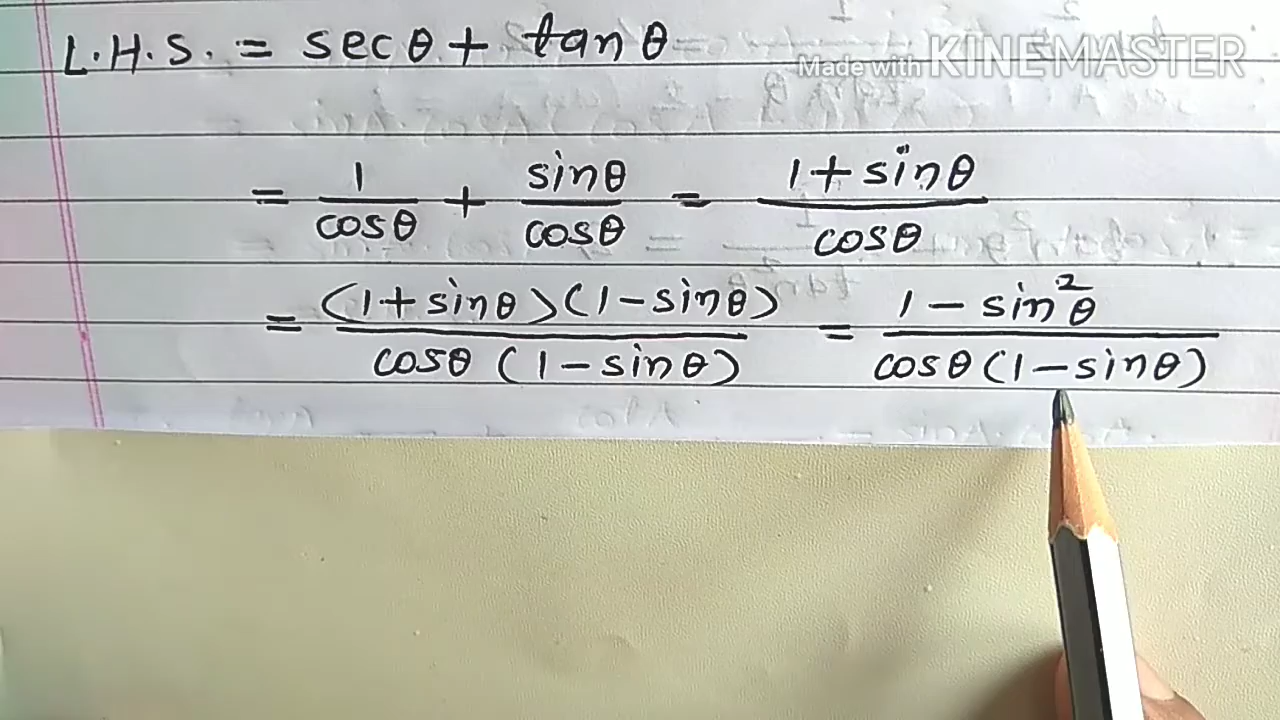 L.H.S. = secθ + tanθ
Made with KINEMASTER
= 1/cosθ + sinθ/cosθ = 1+sinθ/cosθ
= (1+sinθ)(1-sinθ)/cosθ(1-sinθ) = 1-sin²θ/cosθ(1-sinθ)